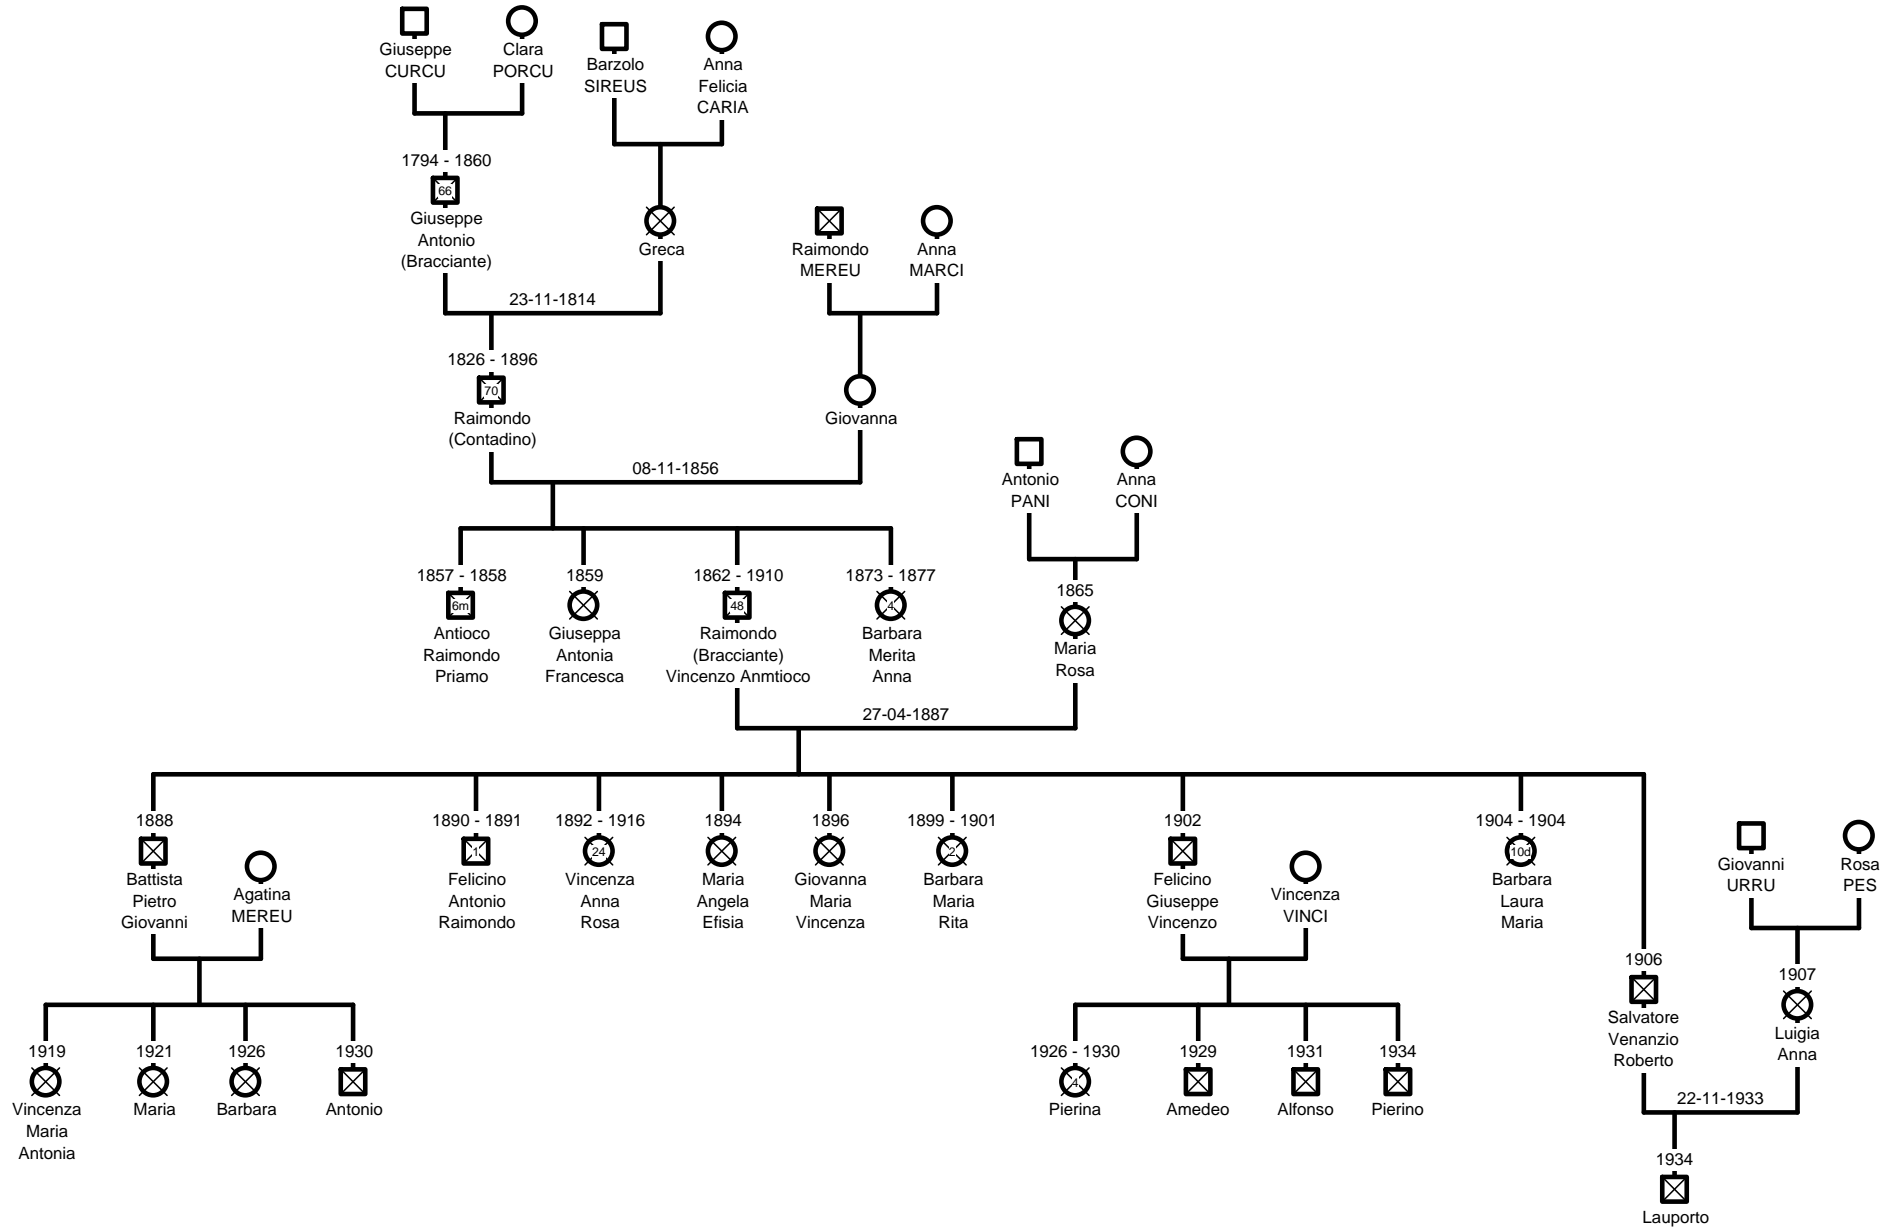 Giuseppe
CURCU
Clara
PORCU
Barzolo
SIREUS
Anna
Felicia
CARIA
1794 - 1860
66
Giuseppe
Antonio
(Bracciante)
Greca
Raimondo
MEREU
Anna
MARCI
23-11-1814
1826 - 1896
70
Raimondo
(Contadino)
Giovanna
08-11-1856
Antonio
PANI
Anna
CONI
1857 - 1858
6m
Antioco
Raimondo
Priamo
1859
Giuseppa
Antonia
Francesca
1862 - 1910
48
Raimondo
(Bracciante)
Vincenzo Anmtioco
1873 - 1877
4
Barbara
Merita
Anna
1865
Maria
Rosa
27-04-1887
1888
Battista
Pietro
Giovanni
Agatina
MEREU
1890 - 1891
1
Felicino
Antonio
Raimondo
1892 - 1916
24
Vincenza
Anna
Rosa
1894
Maria
Angela
Efisia
1896
Giovanna
Maria
Vincenza
1899 - 1901
2
Barbara
Maria
Rita
1902
Felicino
Giuseppe
Vincenzo
Vincenza
VINCI
1904 - 1904
10d
Barbara
Laura
Maria
Giovanni
URRU
Rosa
PES
1906
Salvatore
Venanzio
Roberto
1907
Luigia
Anna
1919
Vincenza
Maria
Antonia
1921
Maria
1926
Barbara
1930
Antonio
1926 - 1930
4
Pierina
1929
Amedeo
1931
Alfonso
1934
Pierino
22-11-1933
1934
Lauporto